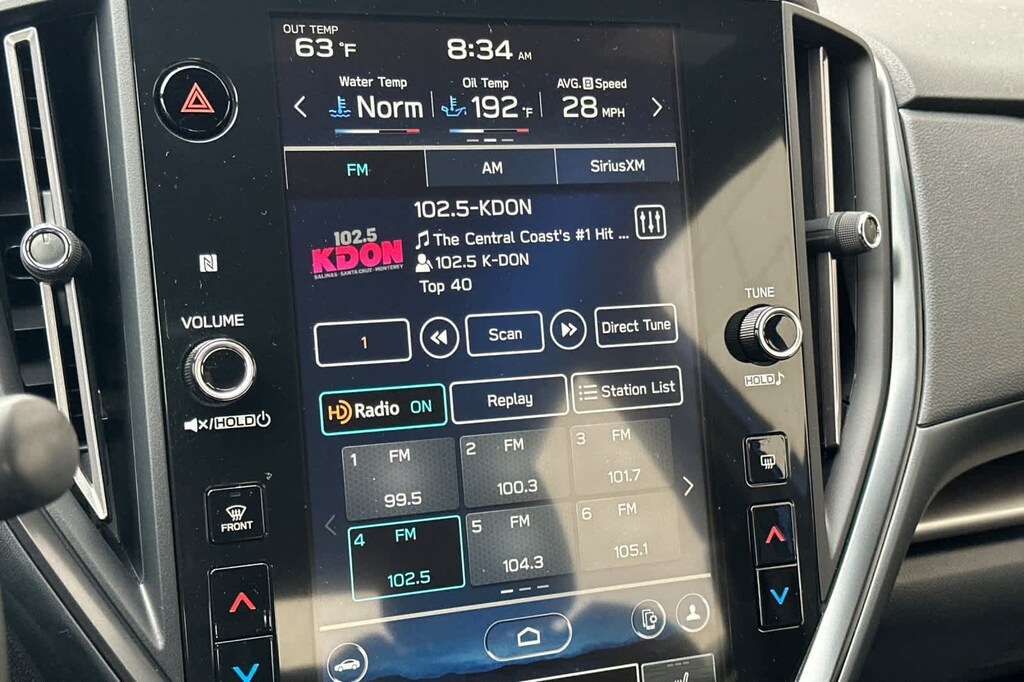 OUT TEMP
63 °F
8:34 AM
Water Temp
Oil Temp
AVG. B Speed
Norm
192 °F
28 MPH
FM
AM
SiriusXM
102.5-KDON
102.5
KDON
SALINAS·SANTA CRUZ·MONTEREY
The Central Coast's #1 Hit ...
102.5 K-DON
Top 40
VOLUME
TUNE
1
Scan
Direct Tune
HOLD
HD Radio ON
Replay
Station List
/HOLD
1 FM
99.5
2 FM
100.3
3 FM
101.7
FRONT
4 FM
102.5
5 FM
104.3
6 FM
105.1